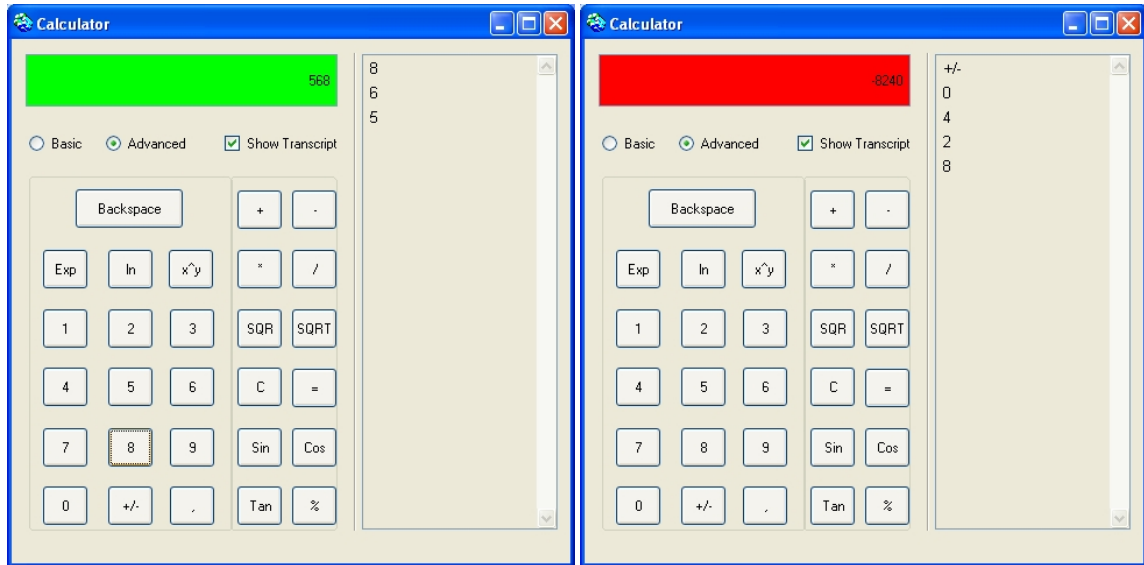 Calculator
568
Basic Advanced Show Transcript
Backspace + -
Exp ln x^y * /
1 2 3 SQR SQRT
4 5 6 C =
7 8 9 Sin Cos
0 +/- , Tan %
8
6
5
Calculator
-8240
Basic Advanced Show Transcript
Backspace + -
Exp ln x^y * /
1 2 3 SQR SQRT
4 5 6 C =
7 8 9 Sin Cos
0 +/- , Tan %
+/-
0
4
2
8